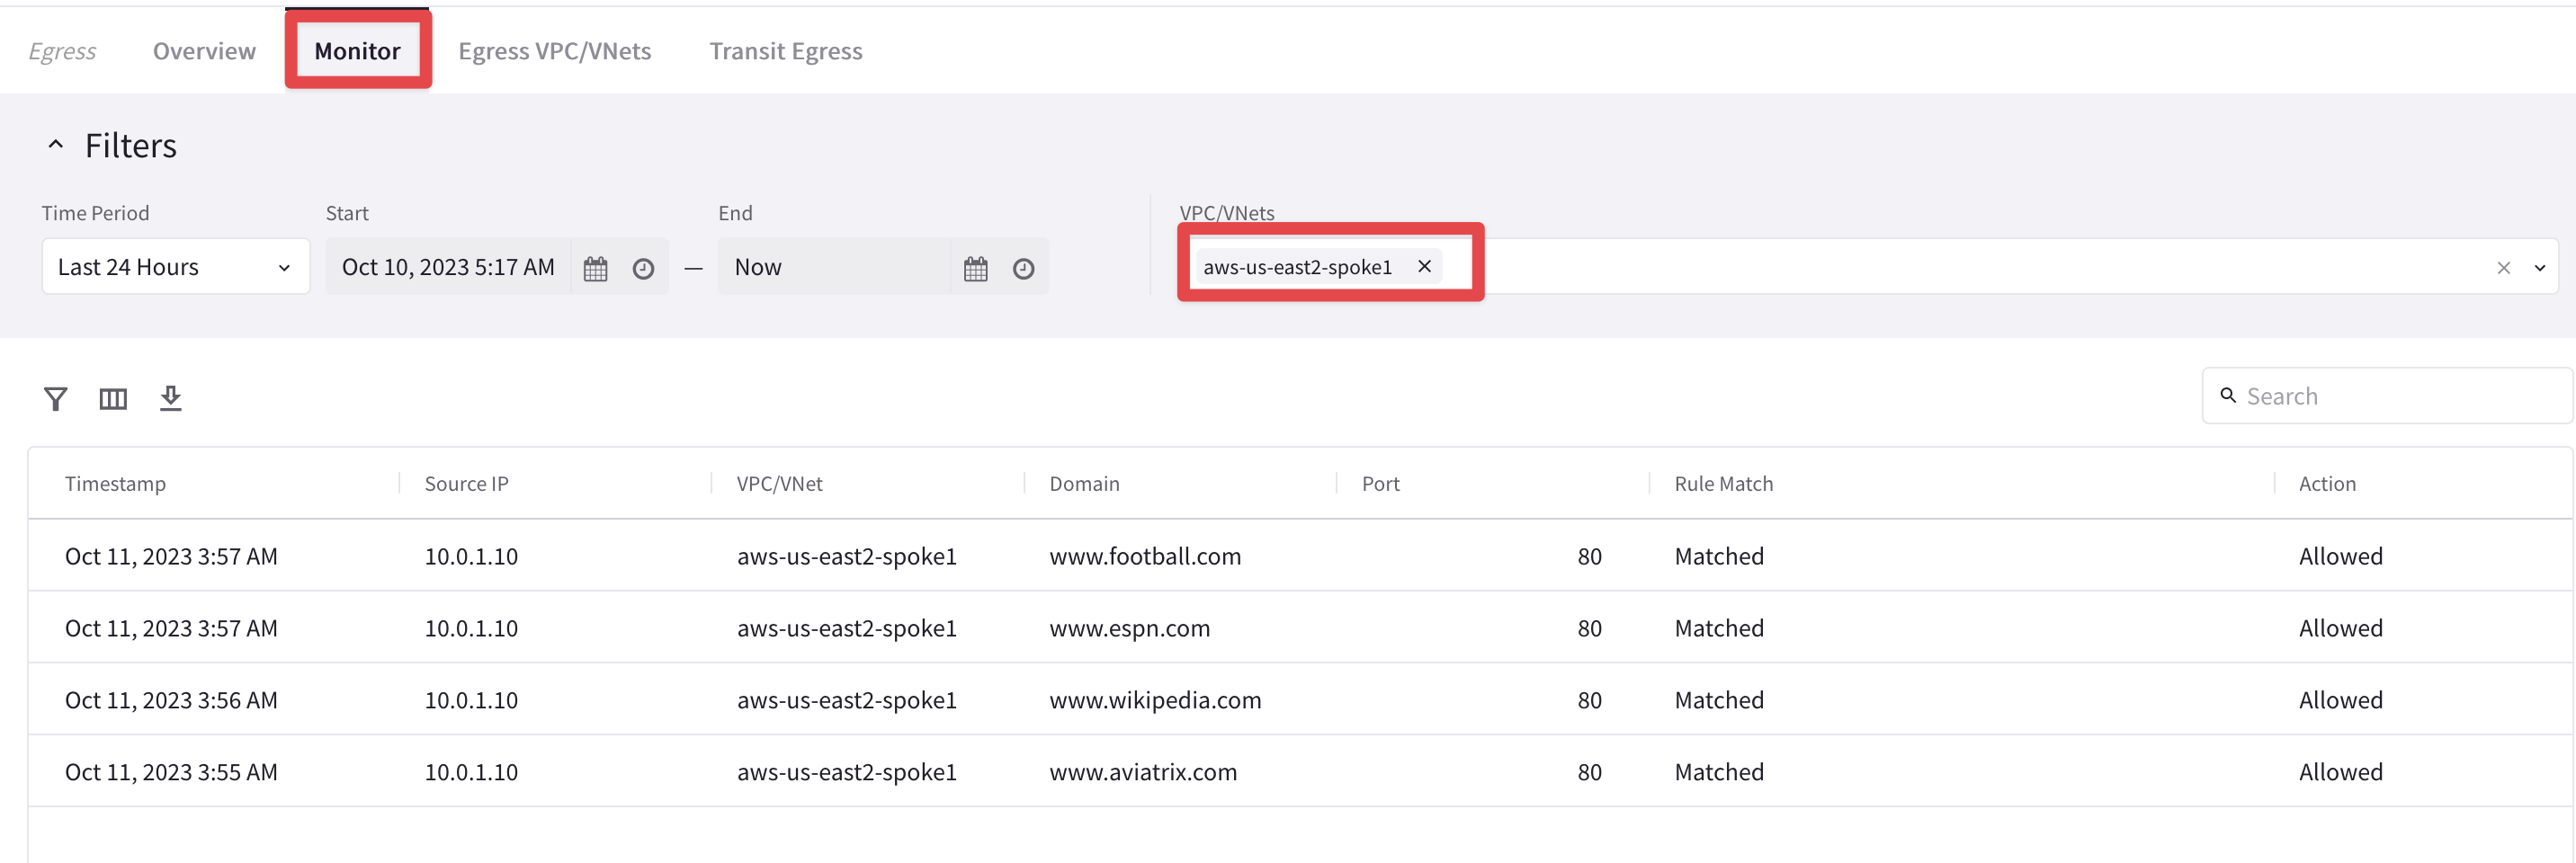 Egress Overview Monitor Egress VPC/VNets Transit Egress
Filters
Time Period Start End VPC/VNets
Last 24 Hours Oct 10, 2023 5:17 AM — Now aws-us-east2-spoke1
Search
Timestamp Source IP VPC/VNet Domain Port Rule Match Action
Oct 11, 2023 3:57 AM 10.0.1.10 aws-us-east2-spoke1 www.football.com 80 Matched Allowed
Oct 11, 2023 3:57 AM 10.0.1.10 aws-us-east2-spoke1 www.espn.com 80 Matched Allowed
Oct 11, 2023 3:56 AM 10.0.1.10 aws-us-east2-spoke1 www.wikipedia.com 80 Matched Allowed
Oct 11, 2023 3:55 AM 10.0.1.10 aws-us-east2-spoke1 www.aviatrix.com 80 Matched Allowed